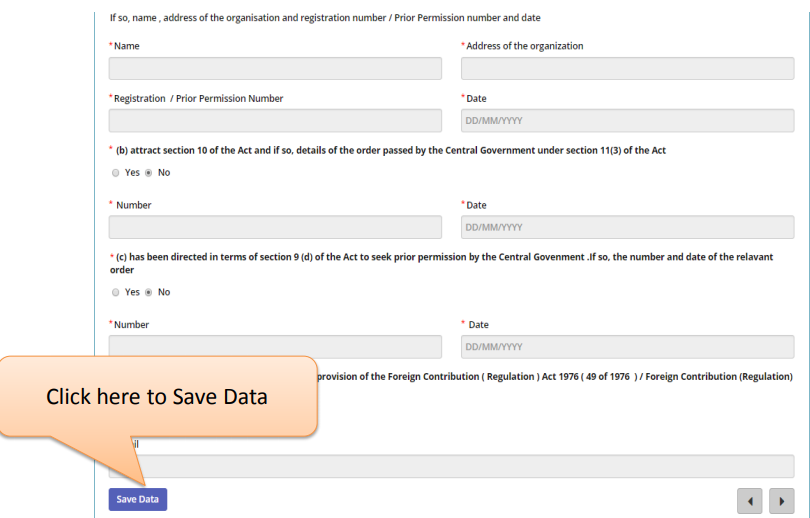 If so, name , address of the organisation and registration number / Prior Permission number and date
*Name *Address of the organization
*Registration / Prior Permission Number *Date
DD/MM/YYYY
* (b) attract section 10 of the Act and if so, details of the order passed by the Central Government under section 11(3) of the Act
Yes No
* Number *Date
DD/MM/YYYY
* (c) has been directed in terms of section 9 (d) of the Act to seek prior permission by the Central Govenment .If so, the number and date of the relavant
order
Yes No
*Number * Date
DD/MM/YYYY
provision of the Foreign Contribution ( Regulation ) Act 1976 ( 49 of 1976 ) / Foreign Contribution (Regulation)
Click here to Save Data
Save Data